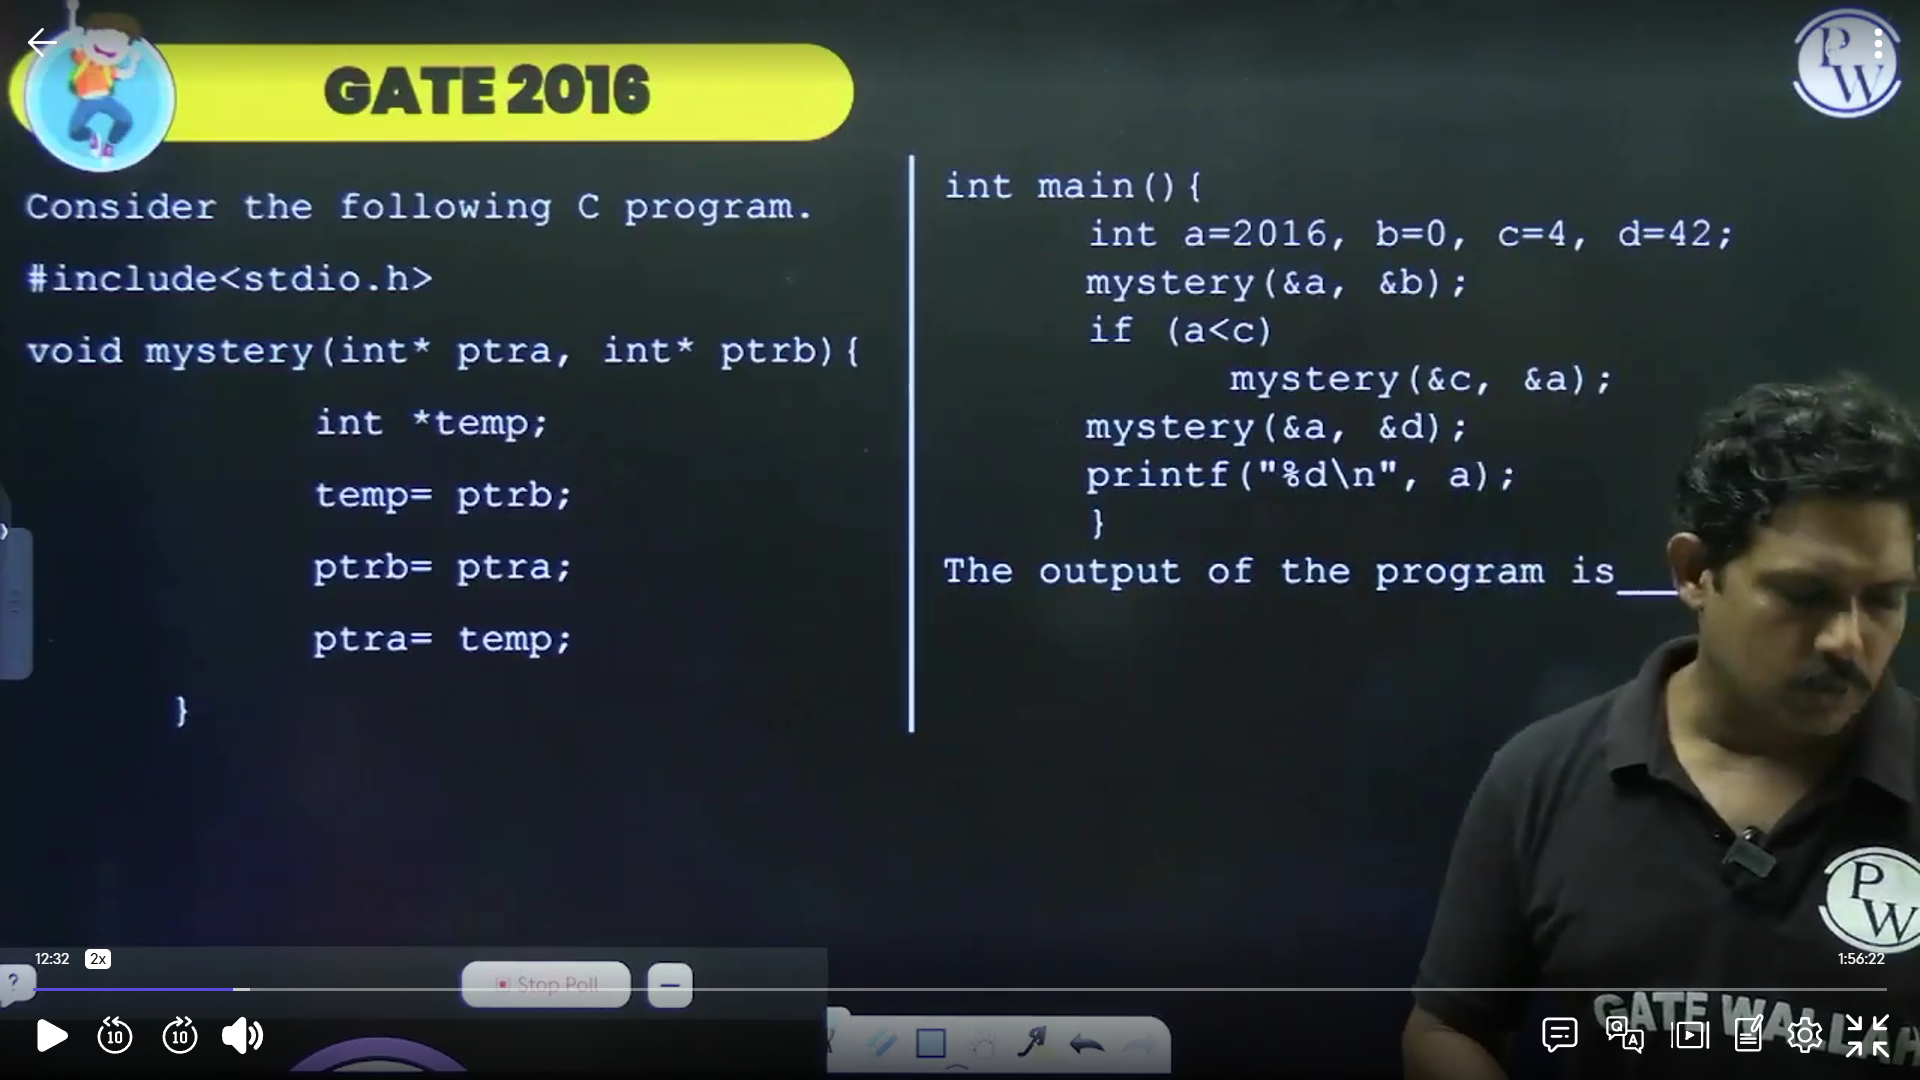 GATE 2016
PW
Consider the following C program.
#include<stdio.h>
void mystery(int* ptra, int* ptrb){
int *temp;
temp= ptrb;
ptrb= ptra;
ptra= temp;
}
int main(){
int a=2016, b=0, c=4, d=42;
mystery(&a, &b);
if (a<c)
mystery(&c, &a);
mystery(&a, &d);
printf("%d\n", a);
}
The output of the program is___
PW
GATE WALLAH
12:32
2x
1:56:22
?
Stop Poll
10
10